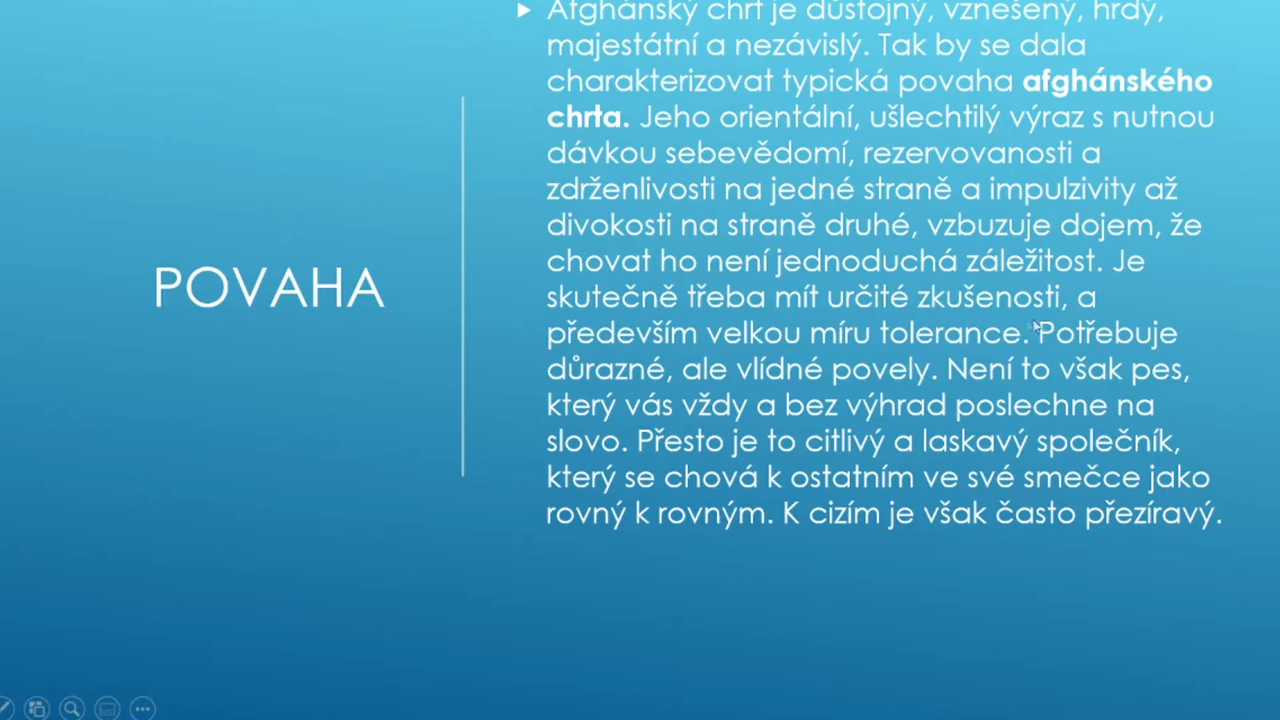 POVAHA
Afghánský chrt je důstojný, vznešený, hrdý,
majestátní a nezávislý. Tak by se dala
charakterizovat typická povaha afghánského
chrta. Jeho orientální, ušlechtilý výraz s nutnou
dávkou sebevědomí, rezervovanosti a
zdrženlivosti na jedné straně a impulzivity až
divokosti na straně druhé, vzbuzuje dojem, že
chovat ho není jednoduchá záležitost. Je
skutečně třeba mít určité zkušenosti, a
především velkou míru tolerance. Potřebuje
důrazné, ale vlídné povely. Není to však pes,
který vás vždy a bez výhrad poslechne na
slovo. Přesto je to citlivý a laskavý společník,
který se chová k ostatním ve své smečce jako
rovný k rovným. K cizím je však často přezíravý.